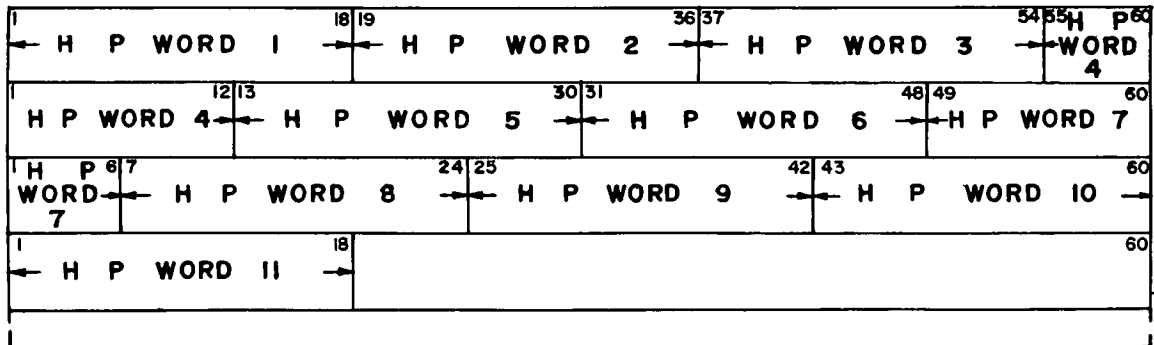 1 18 19 36 37 54 55 H P 60
H P WORD 1 H P WORD 2 H P WORD 3 WORD
4
1 12 13 30 31 48 49 60
H P WORD 4 H P WORD 5 H P WORD 6 H P WORD 7
1 H P 6 7 24 25 42 43 60
WORD H P WORD 8 H P WORD 9 H P WORD 10
7
1 18 60
H P WORD 11